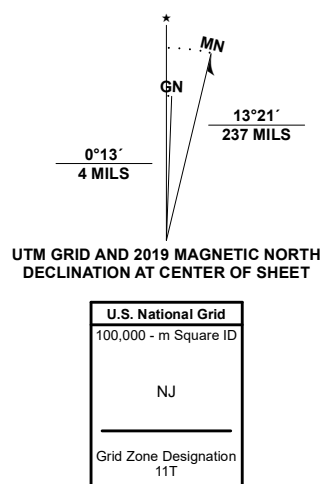 ★
MN
GN
13°21´
237 MILS
0°13´
4 MILS
UTM GRID AND 2019 MAGNETIC NORTH
DECLINATION AT CENTER OF SHEET
U.S. National Grid
100,000 - m Square ID
NJ
Grid Zone Designation
11T